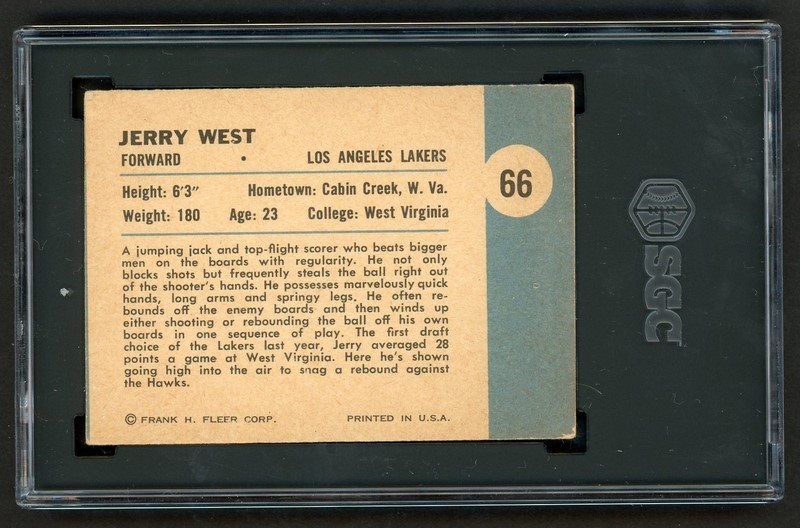 JERRY WEST
FORWARD • LOS ANGELES LAKERS
Height: 6'3" Hometown: Cabin Creek, W. Va.
Weight: 180 Age: 23 College: West Virginia
66
A jumping jack and top-flight scorer who beats bigger
men on the boards with regularity. He not only
blocks shots but frequently steals the ball right out
of the shooter's hands. He possesses marvelously quick
hands, long arms and springy legs. He often re-
bounds off the enemy boards and then winds up
either shooting or rebounding the ball off his own
boards in one sequence of play. The first draft
choice of the Lakers last year, Jerry averaged 28
points a game at West Virginia. Here he's shown
going high into the air to snag a rebound against
the Hawks.
© FRANK H. FLEER CORP. PRINTED IN U.S.A.
SGC